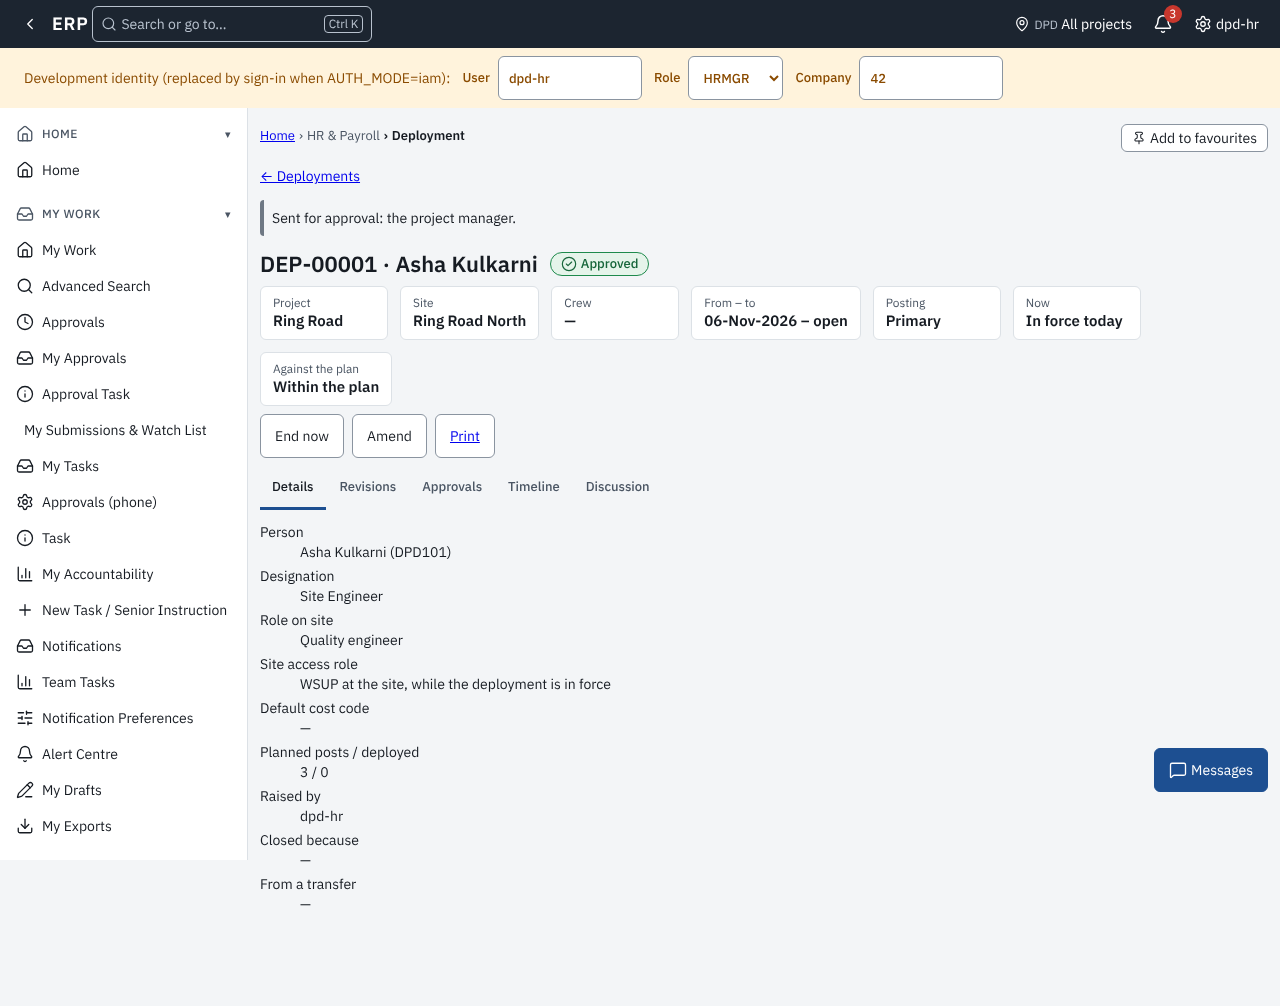 ERP
Search or go to...
Ctrl K
DPD All projects
3
dpd-hr
Development identity (replaced by sign-in when AUTH_MODE=iam):
User
dpd-hr
Role
HRMGR
Company
42
HOME
Home
MY WORK
My Work
Advanced Search
Approvals
My Approvals
Approval Task
My Submissions & Watch List
My Tasks
Approvals (phone)
Task
My Accountability
New Task / Senior Instruction
Notifications
Team Tasks
Notification Preferences
Alert Centre
My Drafts
My Exports
Home › HR & Payroll › Deployment
Add to favourites
← Deployments
Sent for approval: the project manager.
DEP-00001 · Asha Kulkarni
Approved
Project
Ring Road
Site
Ring Road North
Crew
—
From – to
06-Nov-2026 – open
Posting
Primary
Now
In force today
Against the plan
Within the plan
End now
Amend
Print
Details
Revisions
Approvals
Timeline
Discussion
Person
Asha Kulkarni (DPD101)
Designation
Site Engineer
Role on site
Quality engineer
Site access role
WSUP at the site, while the deployment is in force
Default cost code
—
Planned posts / deployed
3 / 0
Raised by
dpd-hr
Closed because
—
From a transfer
—
Messages